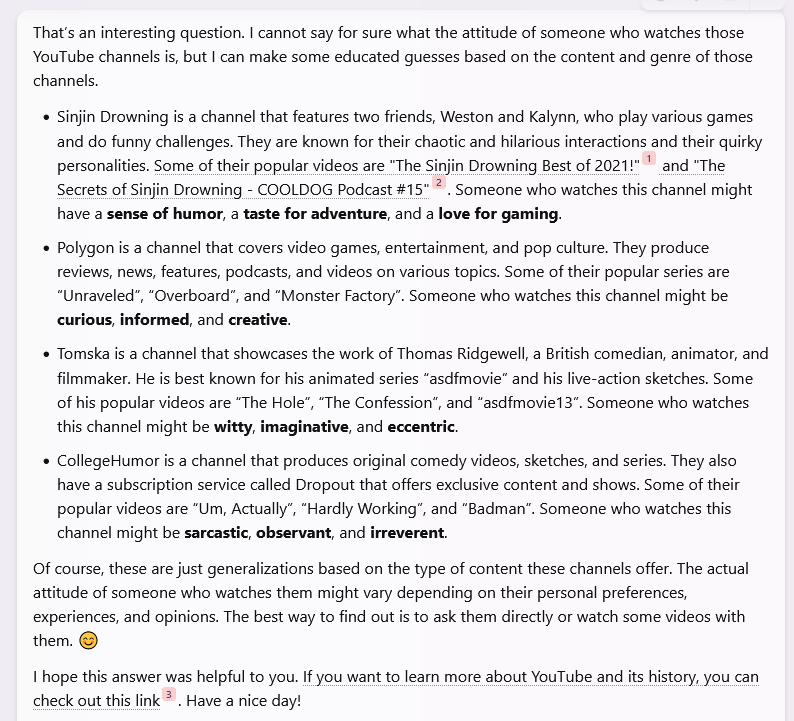 That's an interesting question. I cannot say for sure what the attitude of someone who watches those
YouTube channels is, but I can make some educated guesses based on the content and genre of those
channels.
• Sinjin Drowning is a channel that features two friends, Weston and Kalynn, who play various games
and do funny challenges. They are known for their chaotic and hilarious interactions and their quirky
personalities. Some of their popular videos are "The Sinjin Drowning Best of 2021!" 1 and "The
Secrets of Sinjin Drowning - COOLDOG Podcast #15" 2 . Someone who watches this channel might
have a sense of humor, a taste for adventure, and a love for gaming.
• Polygon is a channel that covers video games, entertainment, and pop culture. They produce
reviews, news, features, podcasts, and videos on various topics. Some of their popular series are
“Unraveled”, “Overboard”, and “Monster Factory”. Someone who watches this channel might be
curious, informed, and creative.
• Tomska is a channel that showcases the work of Thomas Ridgewell, a British comedian, animator, and
filmmaker. He is best known for his animated series “asdfmovie” and his live-action sketches. Some
of his popular videos are “The Hole”, “The Confession”, and “asdfmovie13”. Someone who watches
this channel might be witty, imaginative, and eccentric.
• CollegeHumor is a channel that produces original comedy videos, sketches, and series. They also
have a subscription service called Dropout that offers exclusive content and shows. Some of their
popular videos are “Um, Actually”, “Hardly Working”, and “Badman”. Someone who watches this
channel might be sarcastic, observant, and irreverent.
Of course, these are just generalizations based on the type of content these channels offer. The actual
attitude of someone who watches them might vary depending on their personal preferences,
experiences, and opinions. The best way to find out is to ask them directly or watch some videos with
them. 😊
I hope this answer was helpful to you. If you want to learn more about YouTube and its history, you can
check out this link 3 . Have a nice day!